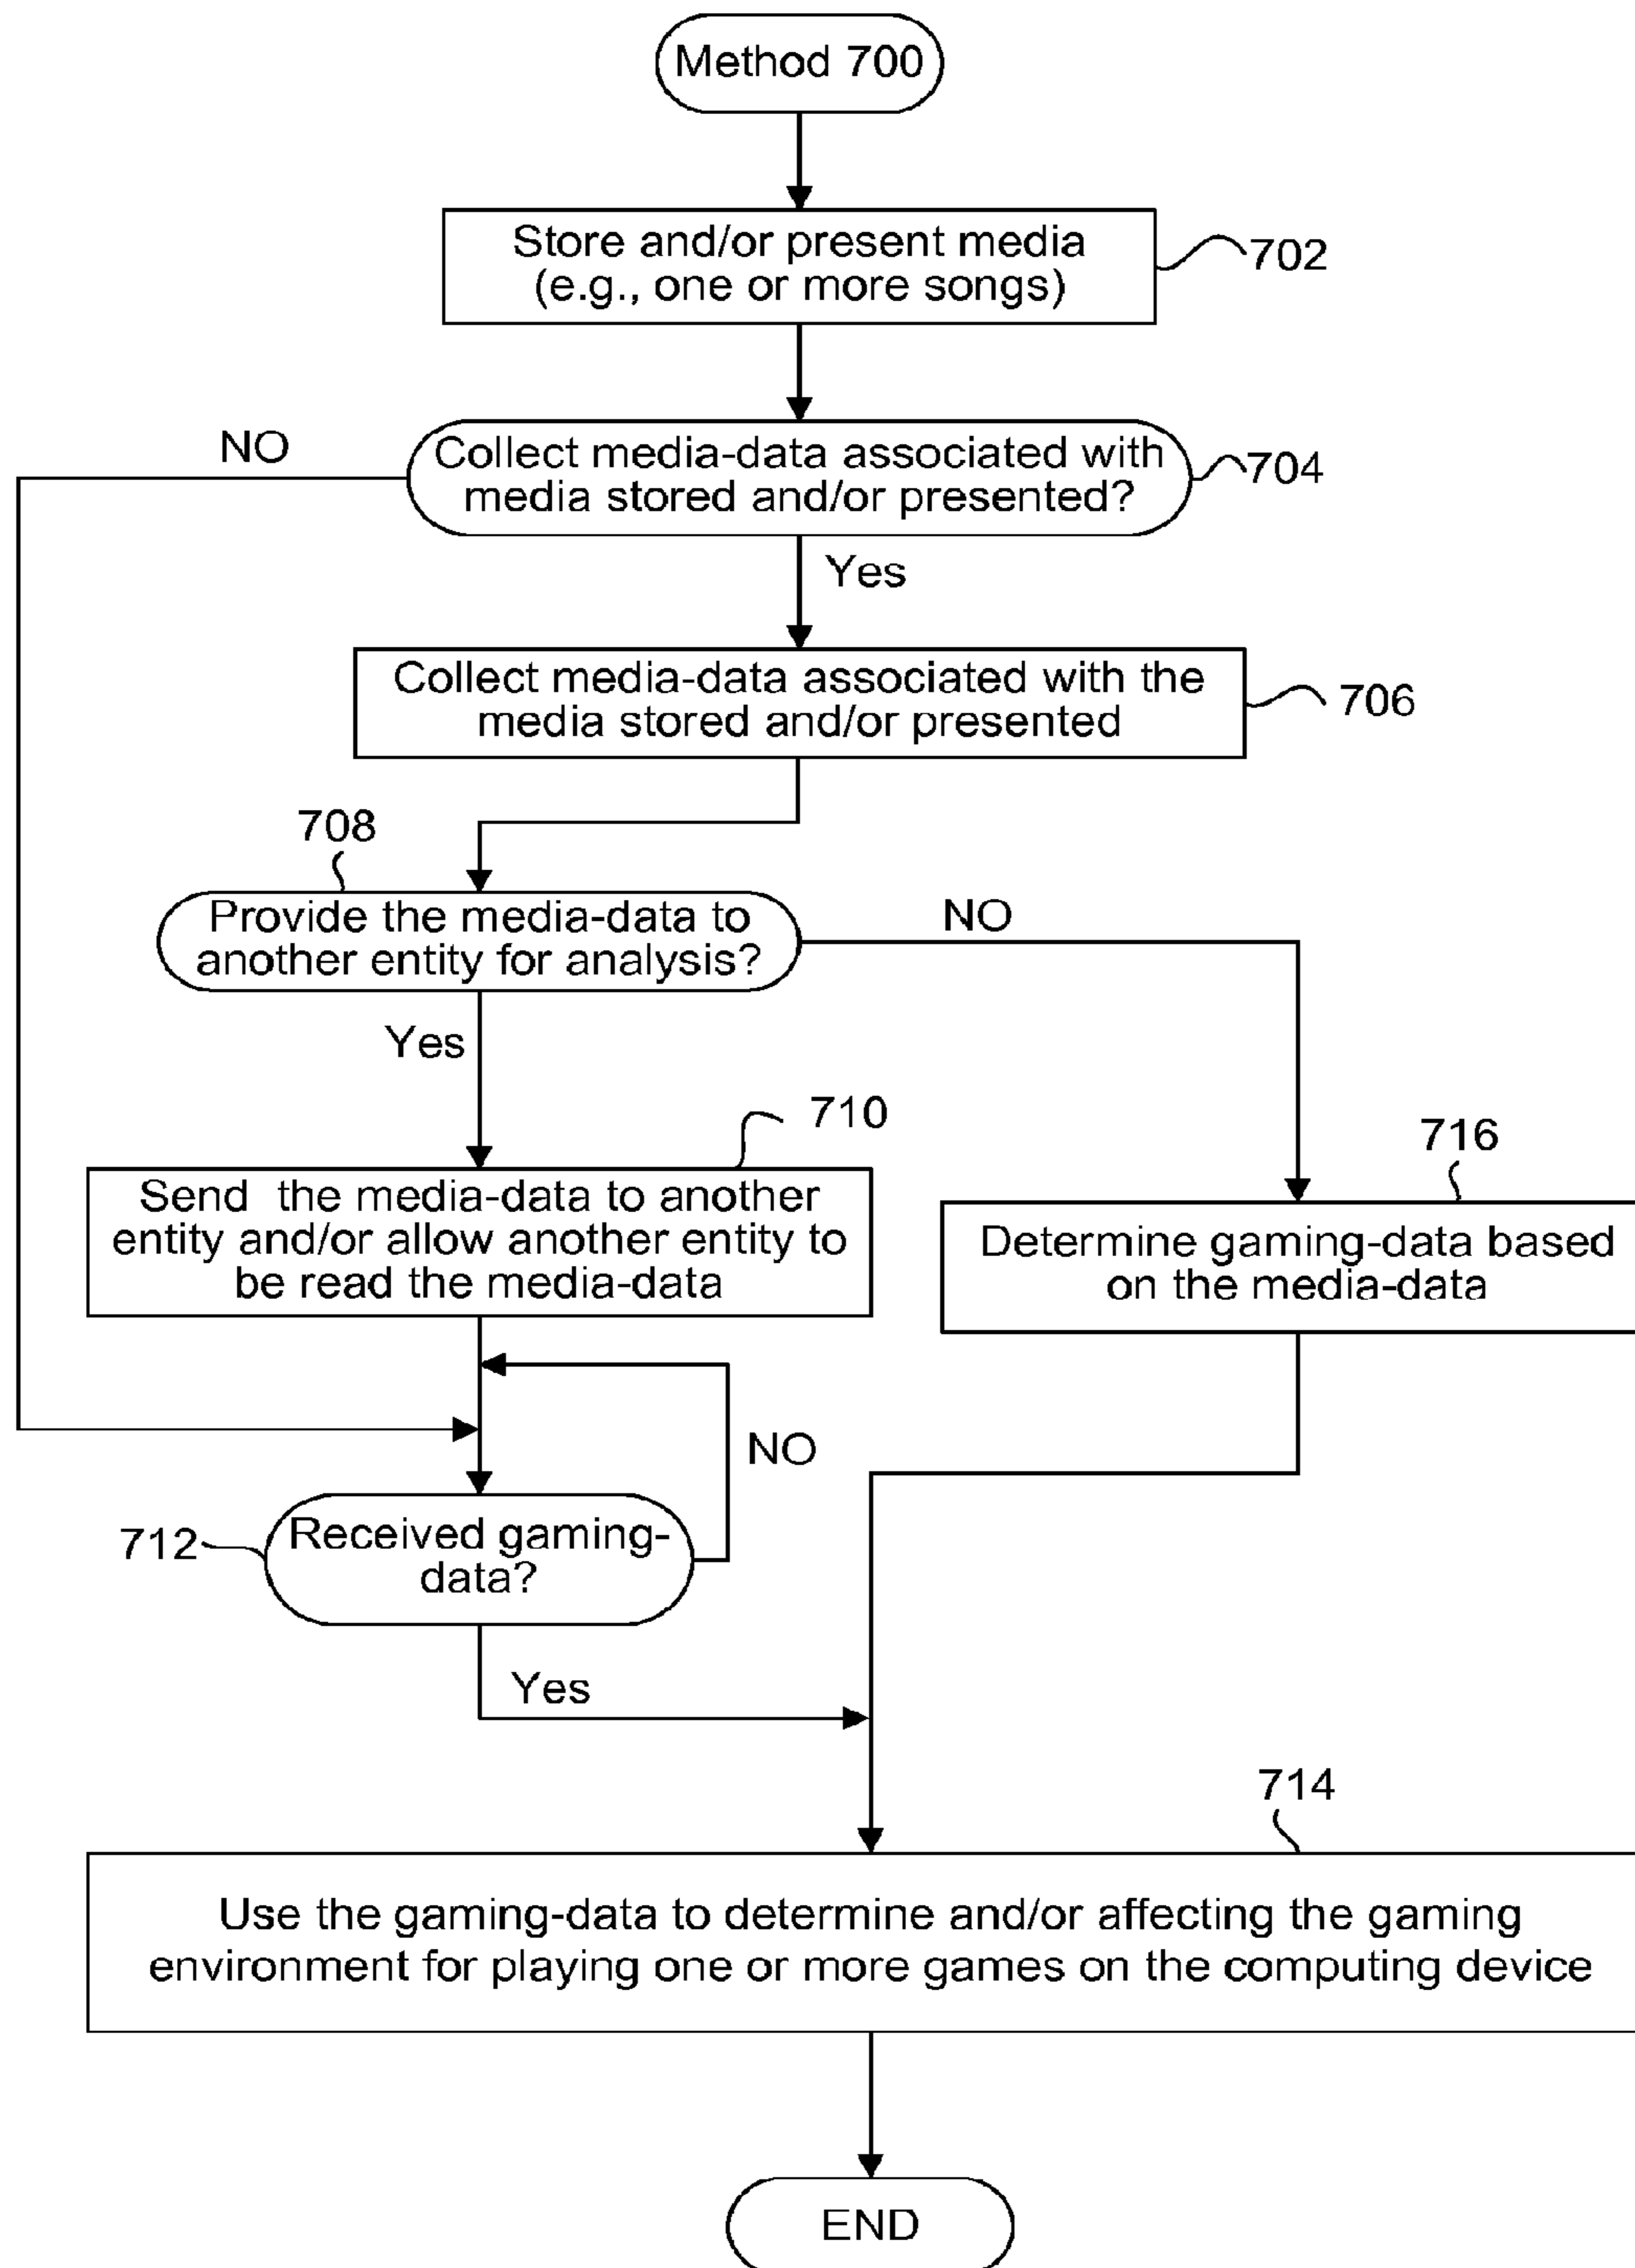 Method 700
Store and/or present media
(e.g., one or more songs)
702
NO
Collect media-data associated with
media stored and/or presented?
704
Yes
Collect media-data associated with the
media stored and/or presented
706
708
Provide the media-data to
another entity for analysis?
NO
Yes
710
Send the media-data to another
entity and/or allow another entity to
be read the media-data
716
Determine gaming-data based
on the media-data
NO
712
Received gaming-
data?
Yes
714
Use the gaming-data to determine and/or affecting the gaming
environment for playing one or more games on the computing device
END